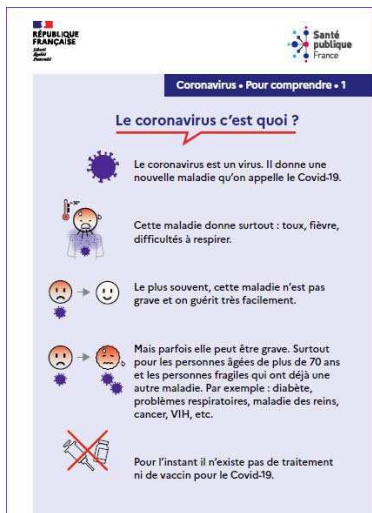 RÉPUBLIQUE
FRANÇAISE
Liberté
Égalité
Fraternité
Santé
publique
France
Coronavirus • Pour comprendre • 1
Le coronavirus c'est quoi ?
Le coronavirus est un virus. Il donne une
nouvelle maladie qu'on appelle le Covid-19.
Cette maladie donne surtout : toux, fièvre,
difficultés à respirer.
Le plus souvent, cette maladie n'est pas
grave et on guérit très facilement.
Mais parfois elle peut être grave. Surtout
pour les personnes âgées de plus de 70 ans
et les personnes fragiles qui ont déjà une
autre maladie. Par exemple : diabète,
problèmes respiratoires, maladie des reins,
cancer, VIH, etc.
Pour l'instant il n'existe pas de traitement
ni de vaccin pour le Covid-19.